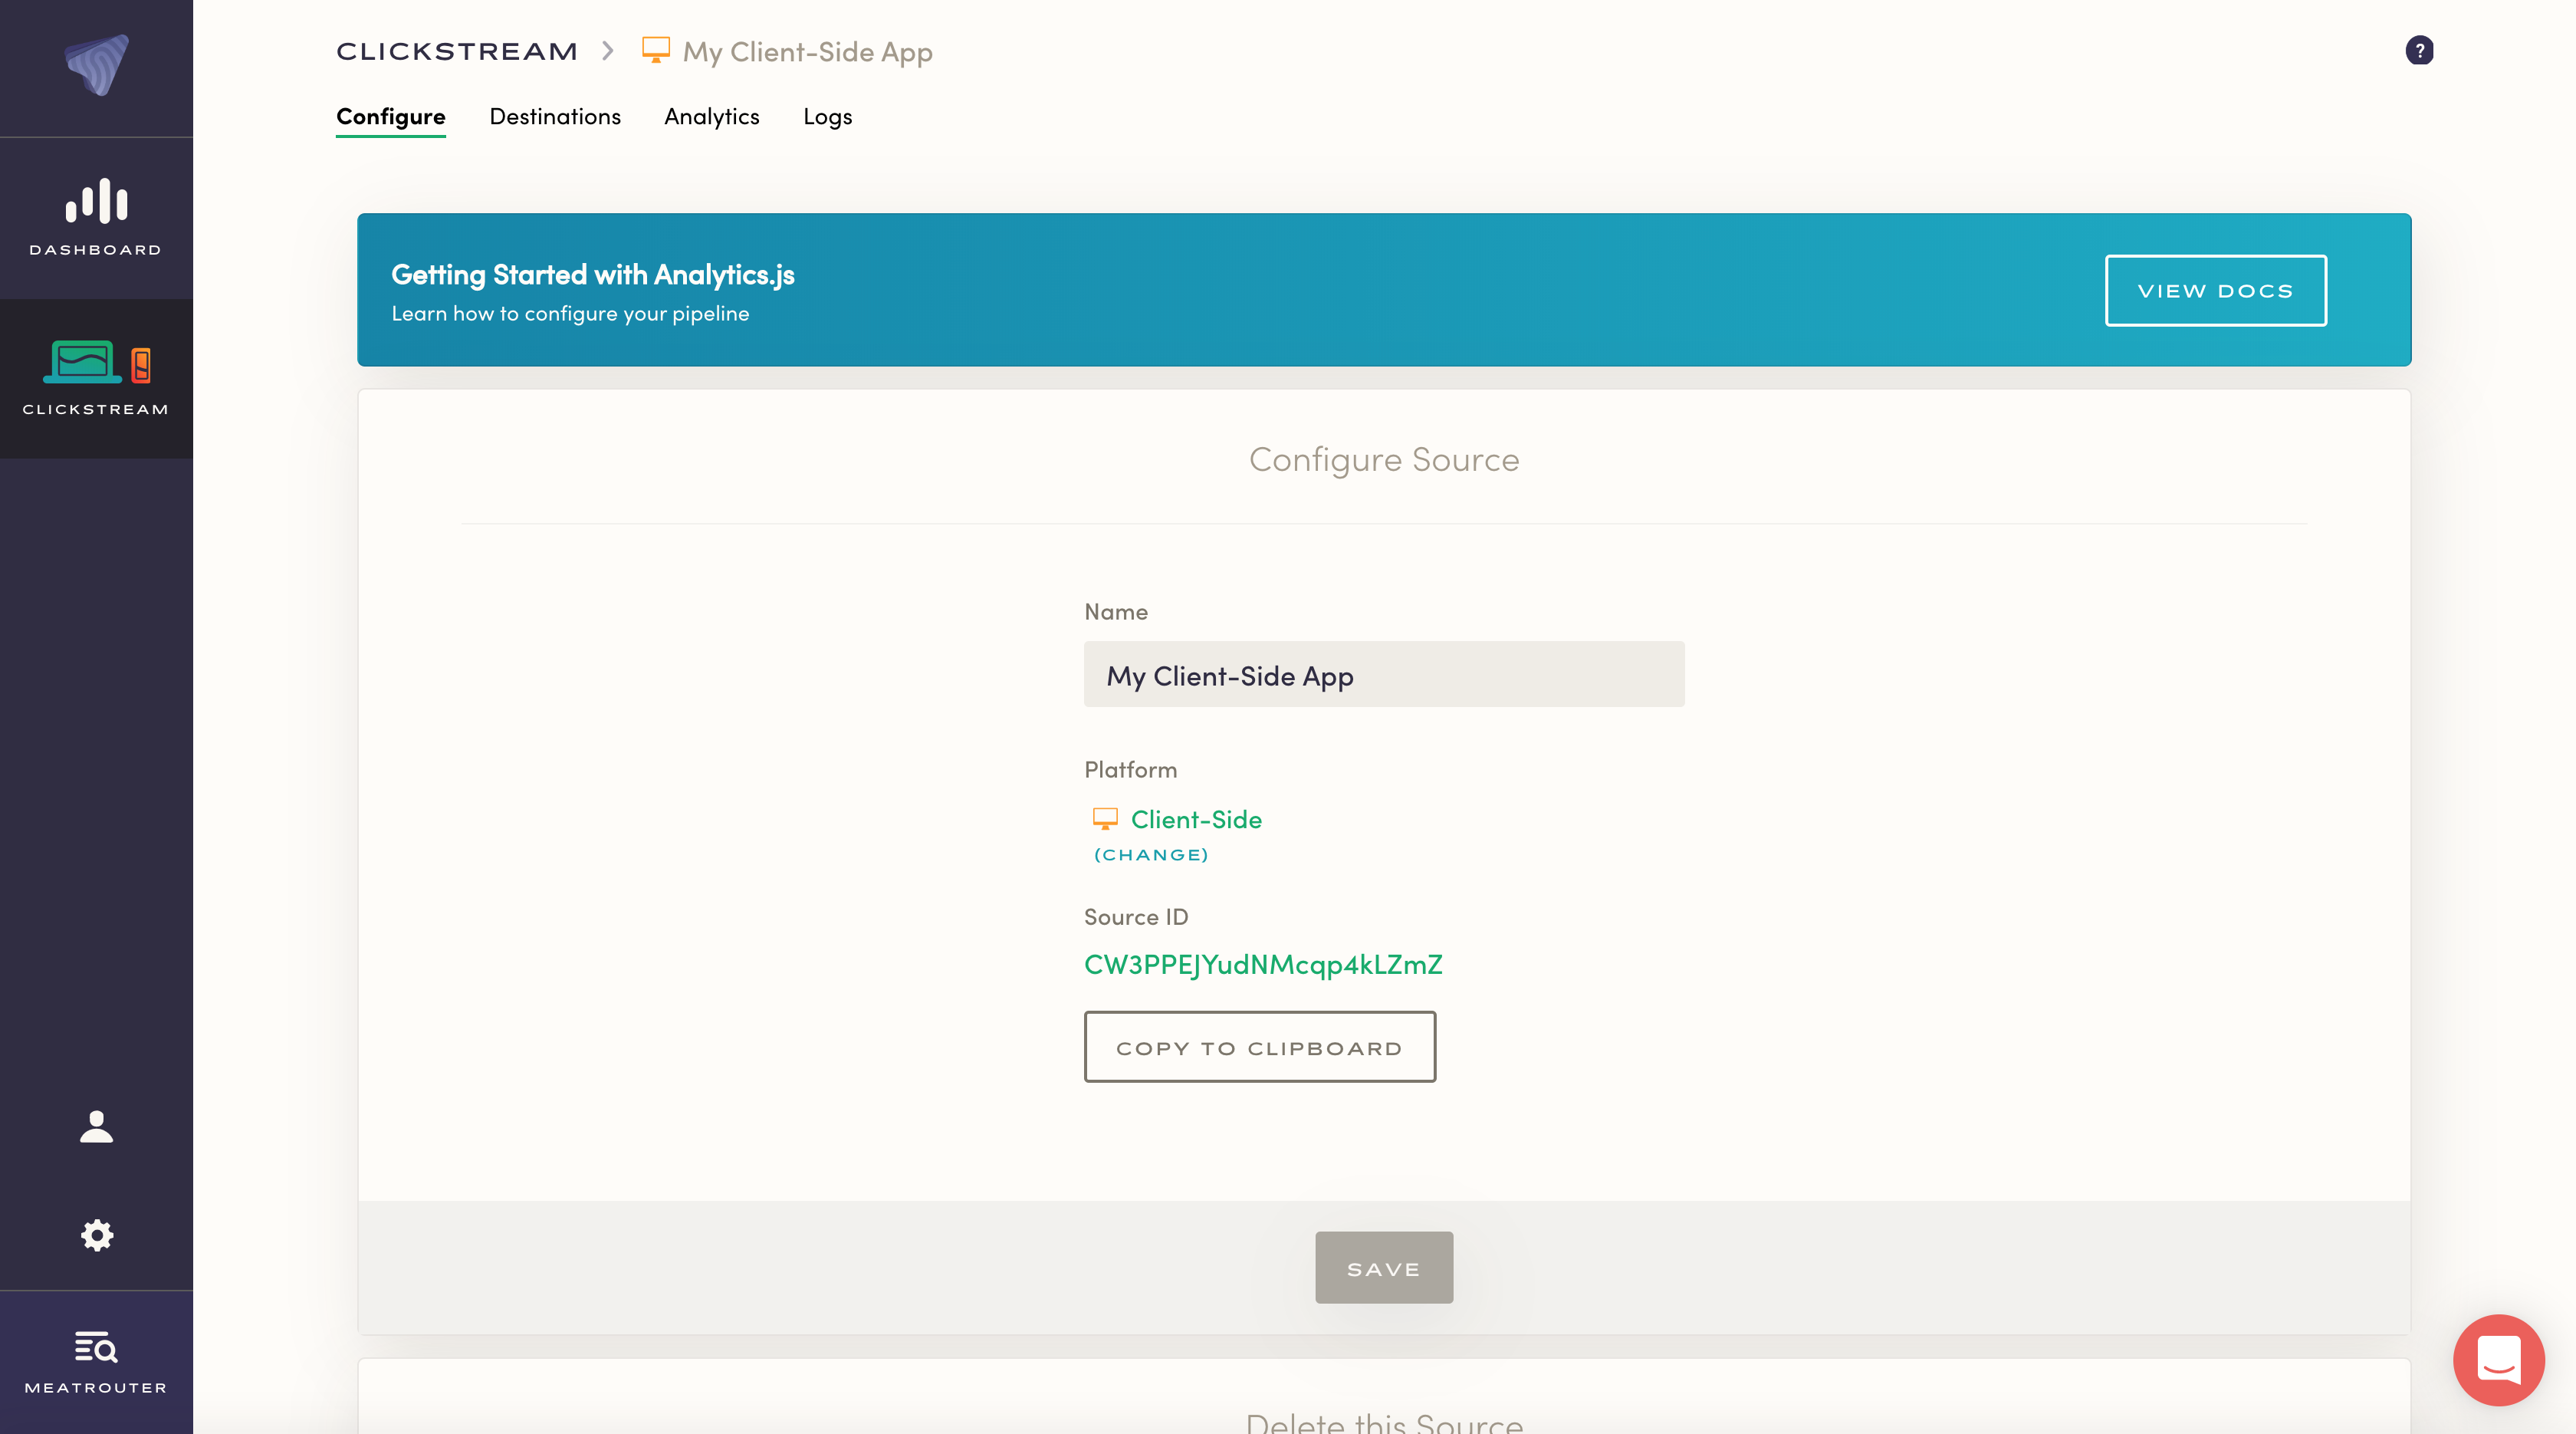 CLICKSTREAM
My Client-Side App
?
Configure
Destinations
Analytics
Logs
DASHBOARD
CLICKSTREAM
MEATROUTER
Getting Started with Analytics.js
Learn how to configure your pipeline
VIEW DOCS
Configure Source
Name
My Client-Side App
Platform
Client-Side
(CHANGE)
Source ID
CW3PPEJYudNMcqp4kLZmZ
COPY TO CLIPBOARD
SAVE
Delete this Source